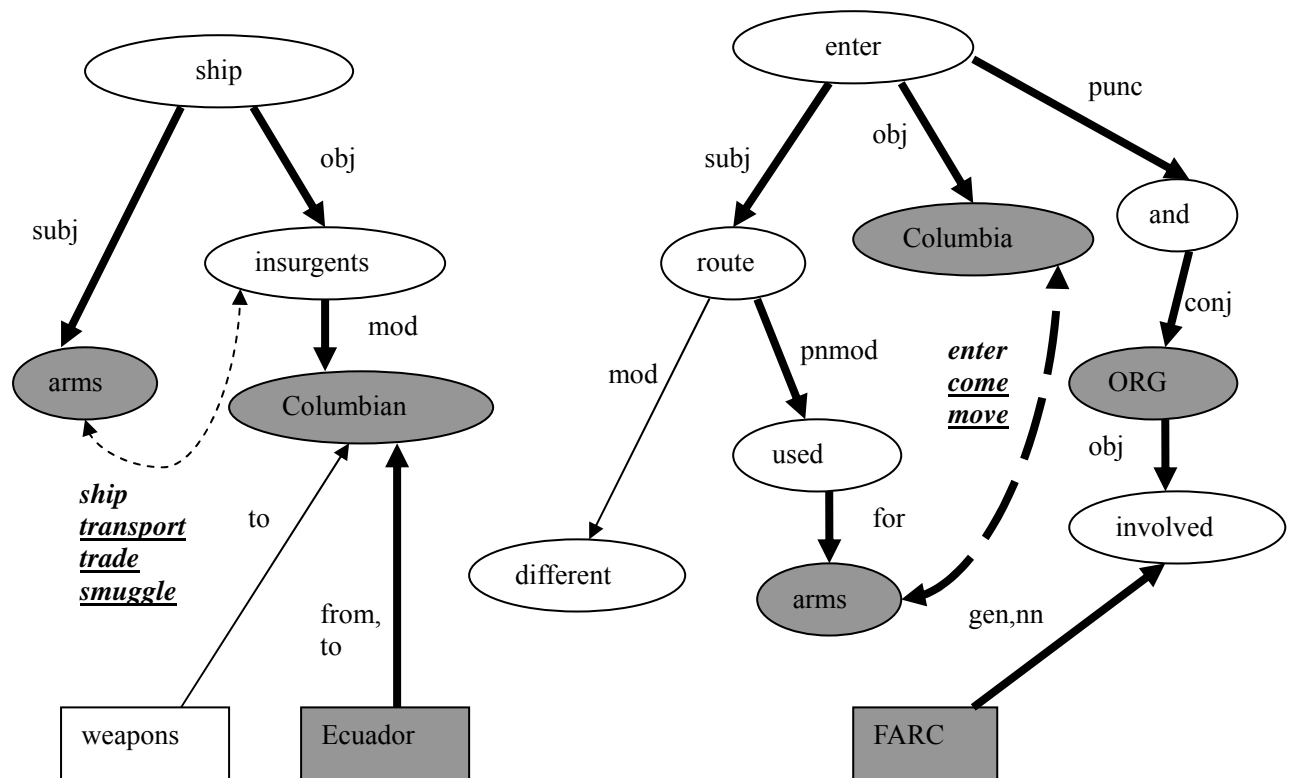 ship
subj
obj
insurgents
mod
arms
Columbian
ship
transport
trade
smuggle
to
from,
to
weapons
Ecuador
enter
punc
subj
obj
and
Columbia
route
conj
mod
pnmod
enter
come
move
ORG
obj
used
for
involved
different
arms
gen,nn
FARC